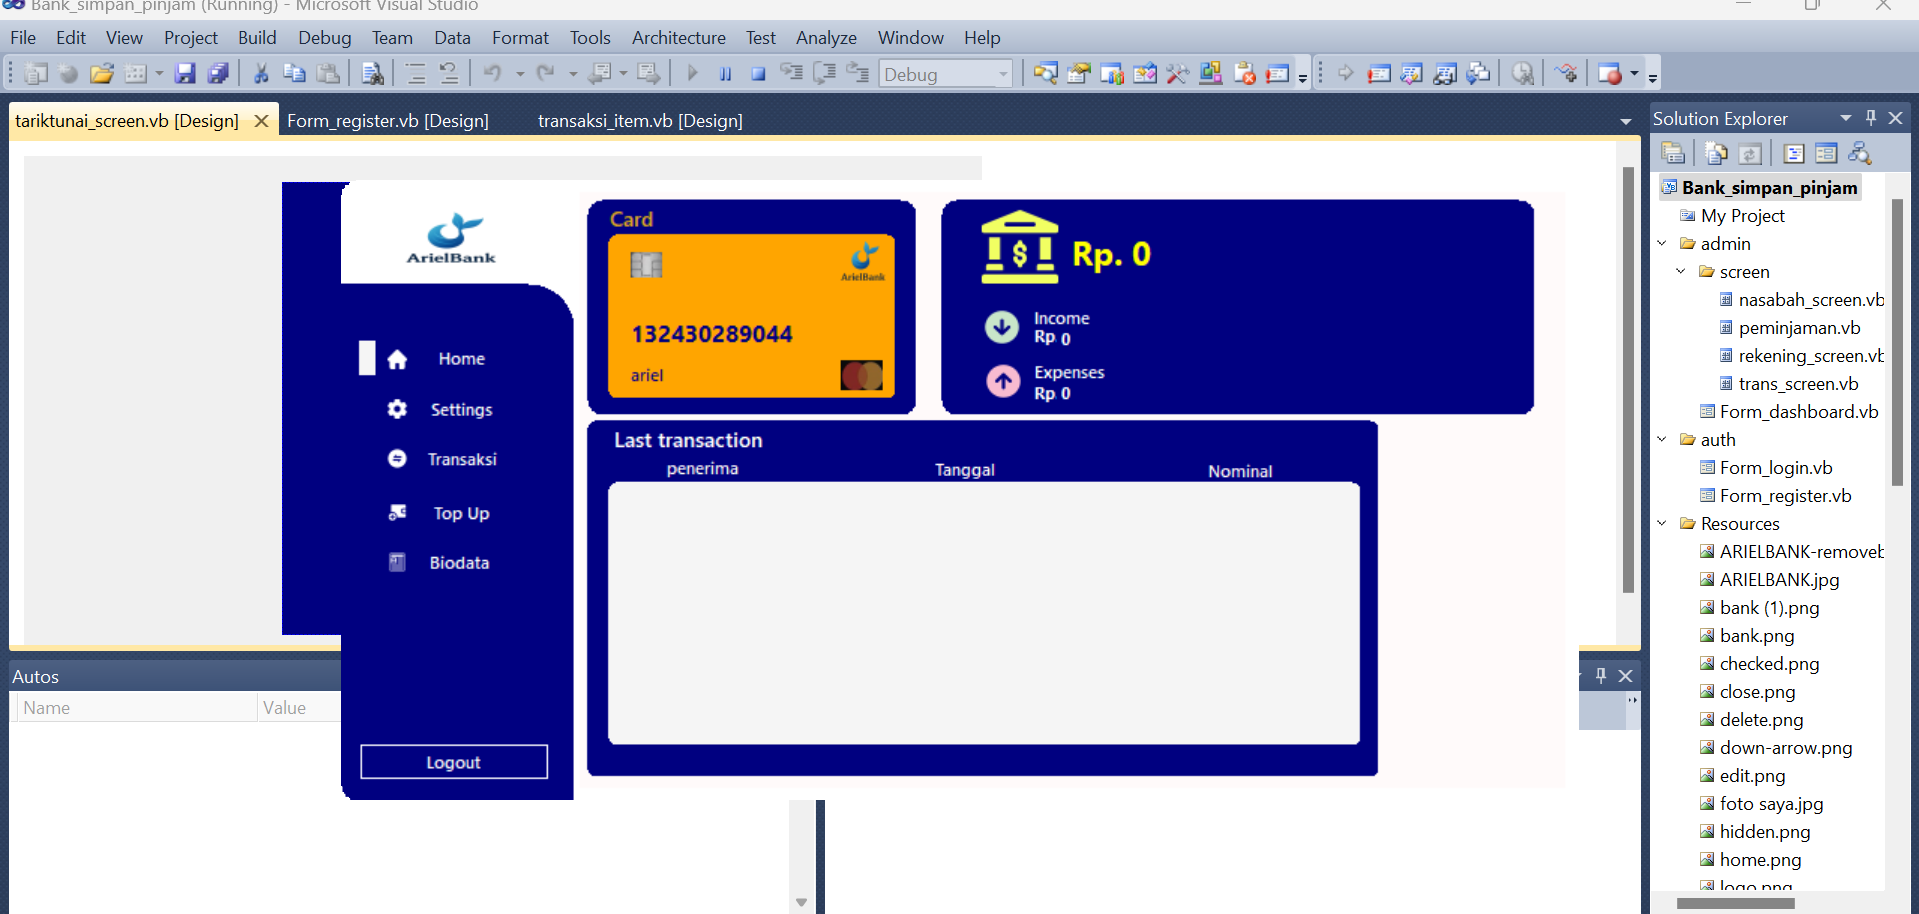 Bank_simpan_pinjam (Running) - Microsoft Visual Studio
File Edit View Project Build Debug Team Data Format Tools Architecture Test Analyze Window Help
Debug
tariktunai_screen.vb [Design] Form_register.vb [Design] transaksi_item.vb [Design]
ArielBank
Home
Settings
Transaksi
Top Up
Biodata
Logout
Card
ArielBank
132430289044
ariel
Rp. 0
Income
Rp. 0
Expenses
Rp. 0
Last transaction
penerima Tanggal Nominal
Autos
Name Value
Solution Explorer
Bank_simpan_pinjam
My Project
admin
screen
nasabah_screen.vb
peminjaman.vb
rekening_screen.vb
trans_screen.vb
Form_dashboard.vb
auth
Form_login.vb
Form_register.vb
Resources
ARIELBANK-removeb
ARIELBANK.jpg
bank (1).png
bank.png
checked.png
close.png
delete.png
down-arrow.png
edit.png
foto saya.jpg
hidden.png
home.png
logo.png